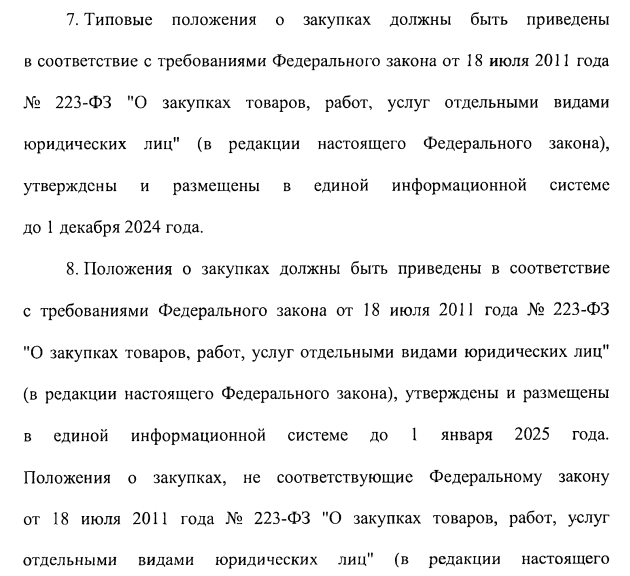 7. Типовые положения о закупках должны быть приведены
в соответствие с требованиями Федерального закона от 18 июля 2011 года
№ 223-ФЗ "О закупках товаров, работ, услуг отдельными видами
юридических лиц" (в редакции настоящего Федерального закона),
утверждены и размещены в единой информационной системе
до 1 декабря 2024 года.
8. Положения о закупках должны быть приведены в соответствие
с требованиями Федерального закона от 18 июля 2011 года № 223-ФЗ
"О закупках товаров, работ, услуг отдельными видами юридических лиц"
(в редакции настоящего Федерального закона), утверждены и размещены
в единой информационной системе до 1 января 2025 года.
Положения о закупках, не соответствующие Федеральному закону
от 18 июля 2011 года № 223-ФЗ "О закупках товаров, работ, услуг
отдельными видами юридических лиц" (в редакции настоящего